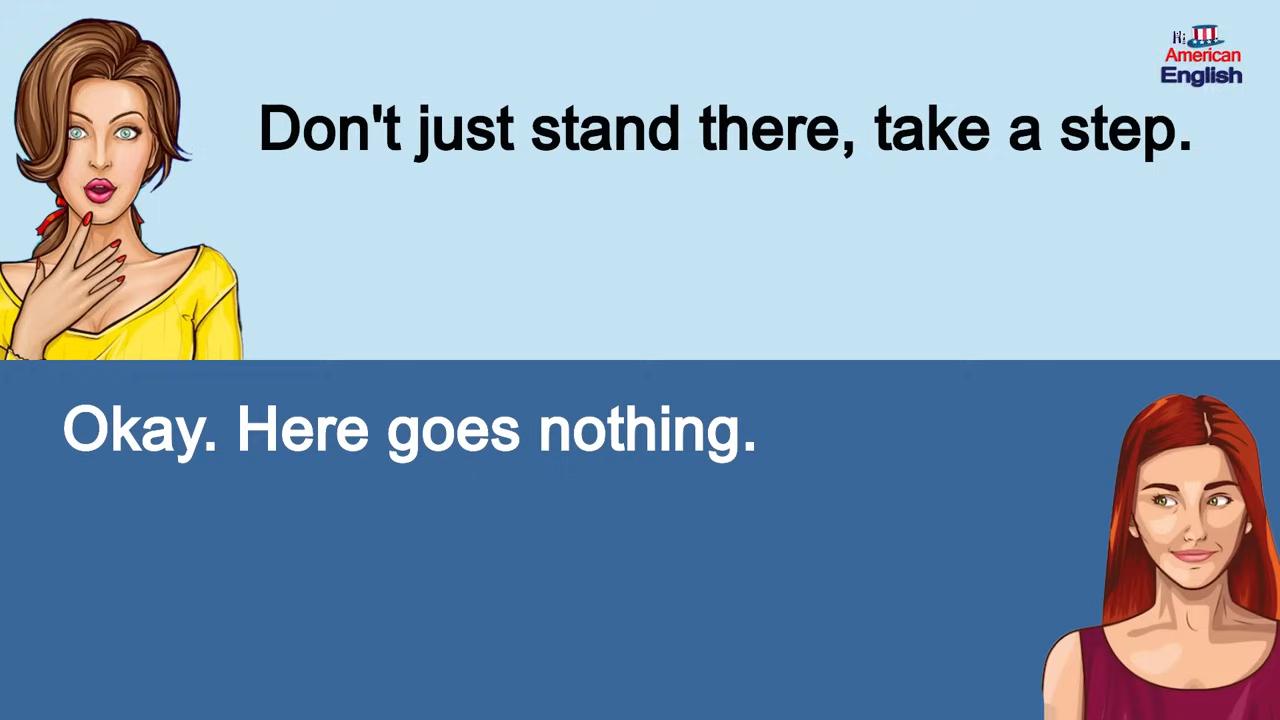 Hi
American
English
Don't just stand there, take a step.
Okay. Here goes nothing.